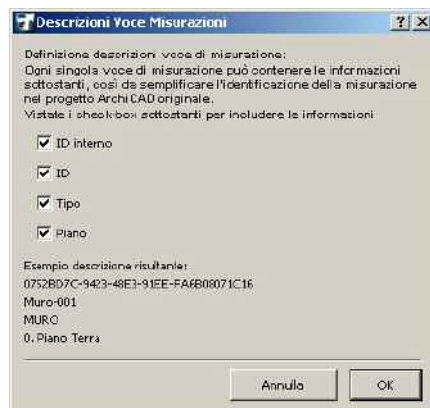 Descrizioni Voce Misurazioni
Definizione descrizioni voce di misurazione:
Ogni singola voce di misurazione può contenere le informazioni
sottostanti, così da semplificare l'identificazione della misurazione
nel progetto ArchiCAD originale.
Vistate i check-box sottostanti per includere le informazioni
ID interno
ID
Tipo
Piano
Esempio descrizione risultante:
0752BD7C-9423-48E3-91EE-FA6B08071C16
Muro-001
MURO
0. Piano Terra
Annulla
OK